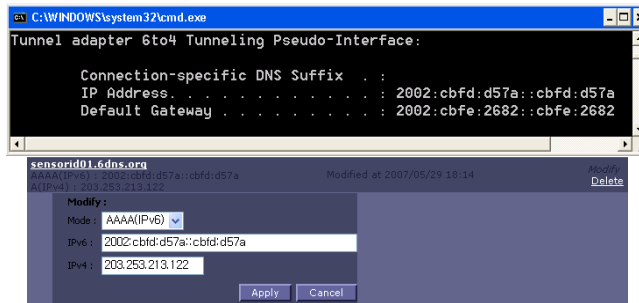 C:\WINDOWS\system32\cmd.exe
Tunnel adapter 6to4 Tunneling Pseudo-Interface:
Connection-specific DNS Suffix . :
IP Address. . . . . . . . . . . . : 2002:cbfd:d57a::cbfd:d57a
Default Gateway . . . . . . . . . : 2002:cbfe:2682::cbfe:2682
sensorid01.6dns.org
AAAA(IPv6) : 2002:cbfd:d57a::cbfd:d57a Modified at 2007/05/29 18:14 Modify
A(IPv4) : 203.253.213.122 Delete
Modify :
Mode : AAAA(IPv6)
IPv6 : 2002:cbfd:d57a::cbfd:d57a
IPv4 : 203.253.213.122
Apply Cancel